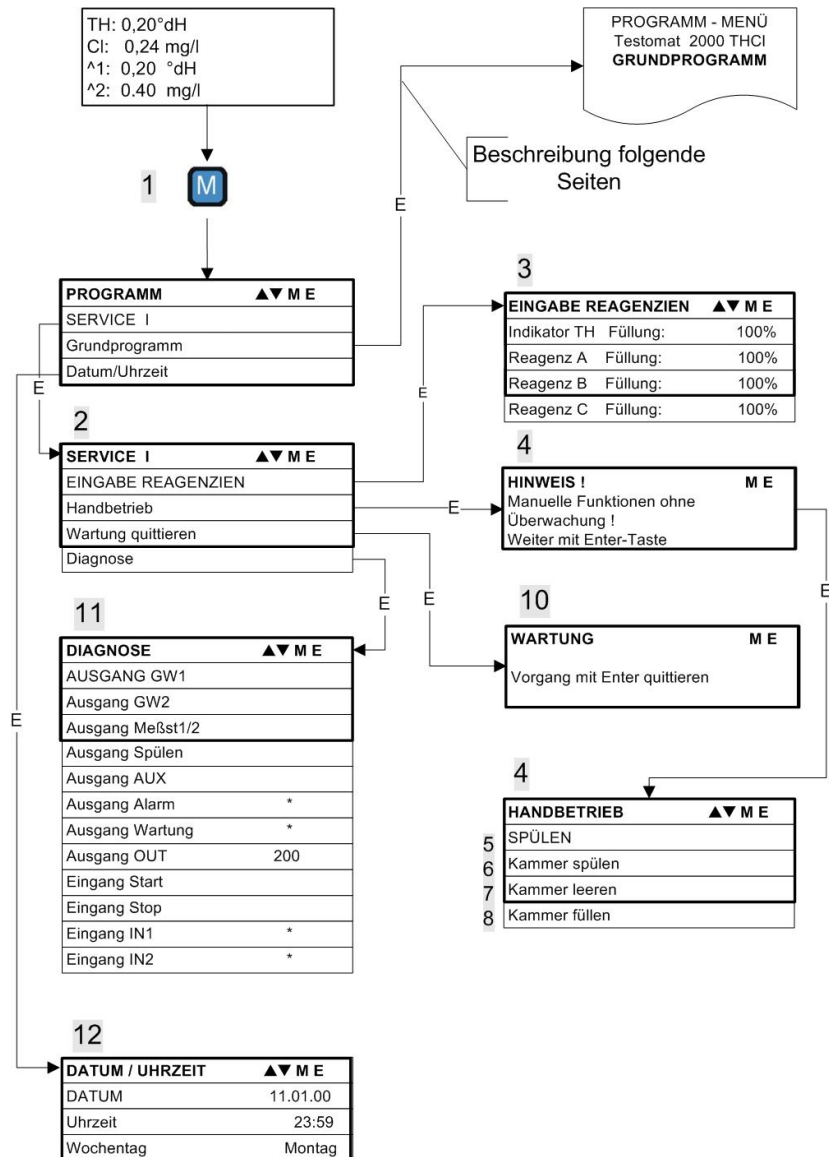 TH: 0,20°dH
Cl: 0,24 mg/l
^1: 0,20 °dH
^2: 0.40 mg/l
PROGRAMM - MENÜ
Testomat 2000 THCl
GRUNDPROGRAMM
Beschreibung folgende
Seiten
1
M
E
PROGRAMM ▲▼ M E
SERVICE I
Grundprogramm
Datum/Uhrzeit
E
E
3
EINGABE REAGENZIEN ▲▼ M E
Indikator TH Füllung: 100%
Reagenz A Füllung: 100%
Reagenz B Füllung: 100%
Reagenz C Füllung: 100%
2
SERVICE I ▲▼ M E
EINGABE REAGENZIEN
Handbetrieb
Wartung quittieren
Diagnose
E
4
HINWEIS ! M E
Manuelle Funktionen ohne
Überwachung !
Weiter mit Enter-Taste
E
E
E
10
WARTUNG M E
Vorgang mit Enter quittieren
11
DIAGNOSE ▲▼ M E
AUSGANG GW1
Ausgang GW2
Ausgang Meßst1/2
Ausgang Spülen
Ausgang AUX
Ausgang Alarm *
Ausgang Wartung *
Ausgang OUT 200
Eingang Start
Eingang Stop
Eingang IN1 *
Eingang IN2 *
E
4
HANDBETRIEB ▲▼ M E
5 SPÜLEN
6 Kammer spülen
7 Kammer leeren
8 Kammer füllen
12
DATUM / UHRZEIT ▲▼ M E
DATUM 11.01.00
Uhrzeit 23:59
Wochentag Montag